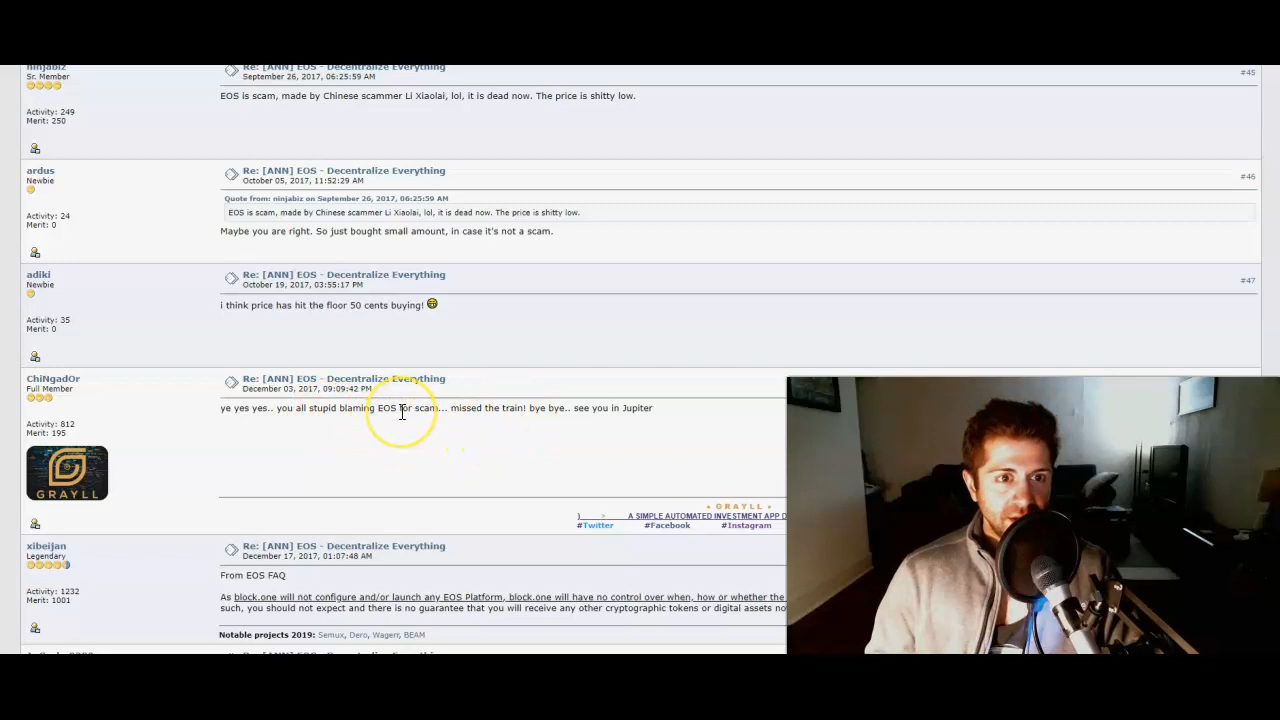 ninjabiz
Re: [ANN] EOS - Decentralize Everything
Sr. Member
September 26, 2017, 06:25:59 AM
#45
EOS is scam, made by Chinese scammer Li Xiaolai, lol, it is dead now. The price is shitty low.
Activity: 249
Merit: 250
ardus
Re: [ANN] EOS - Decentralize Everything
Newbie
October 05, 2017, 11:52:29 AM
#46
Quote from: ninjabiz on September 26, 2017, 06:25:59 AM
EOS is scam, made by Chinese scammer Li Xiaolai, lol, it is dead now. The price is shitty low.
Activity: 24
Merit: 0
Maybe you are right. So just bought small amount, in case it's not a scam.
adiki
Re: [ANN] EOS - Decentralize Everything
Newbie
October 19, 2017, 03:55:17 PM
#47
i think price has hit the floor 50 cents buying!
Activity: 35
Merit: 0
ChiNgadOr
Re: [ANN] EOS - Decentralize Everything
Full Member
December 03, 2017, 09:09:42 PM
ye yes yes.. you all stupid blaming EOS for scam... missed the train! bye bye.. see you in Jupiter
Activity: 812
Merit: 195
GRAYLL
• G R A Y L L •
} > A SIMPLE AUTOMATED INVESTMENT APP D
#Twitter #Facebook #Instagram
xibeijan
Re: [ANN] EOS - Decentralize Everything
Legendary
December 17, 2017, 01:07:48 AM
From EOS FAQ
Activity: 1232
Merit: 1001
As block.one will not configure and/or launch any EOS Platform, block.one will have no control over when, how or whether the
such, you should not expect and there is no guarantee that you will receive any other cryptographic tokens or digital assets no
Notable projects 2019: Semux, Dero, Wagerr, BEAM